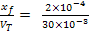 x_f/V_T = 2×10⁻⁴/30×10⁻³